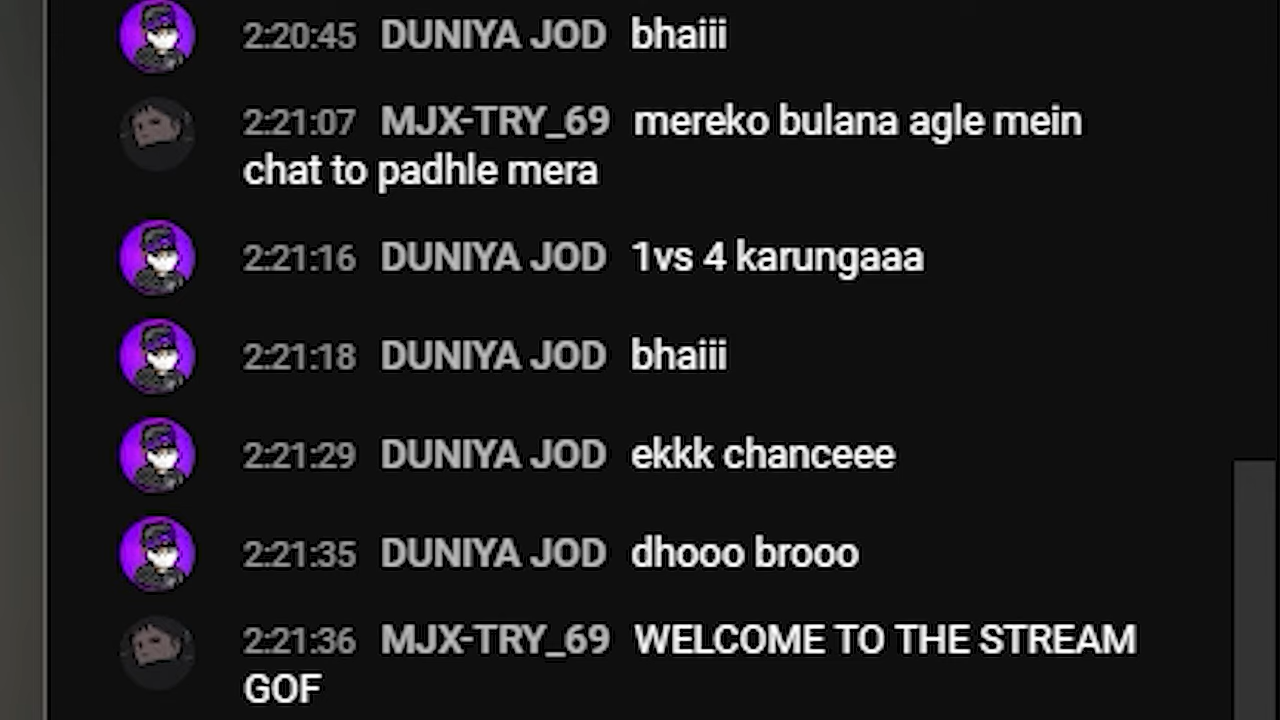 2:20:45 DUNIYA JOD bhaiii
2:21:07 MJX-TRY_69 mereko bulana agle mein
chat to padhle mera
2:21:16 DUNIYA JOD 1vs 4 karungaaa
2:21:18 DUNIYA JOD bhaiii
2:21:29 DUNIYA JOD ekkk chanceee
2:21:35 DUNIYA JOD dhooo brooo
2:21:36 MJX-TRY_69 WELCOME TO THE STREAM
GOF